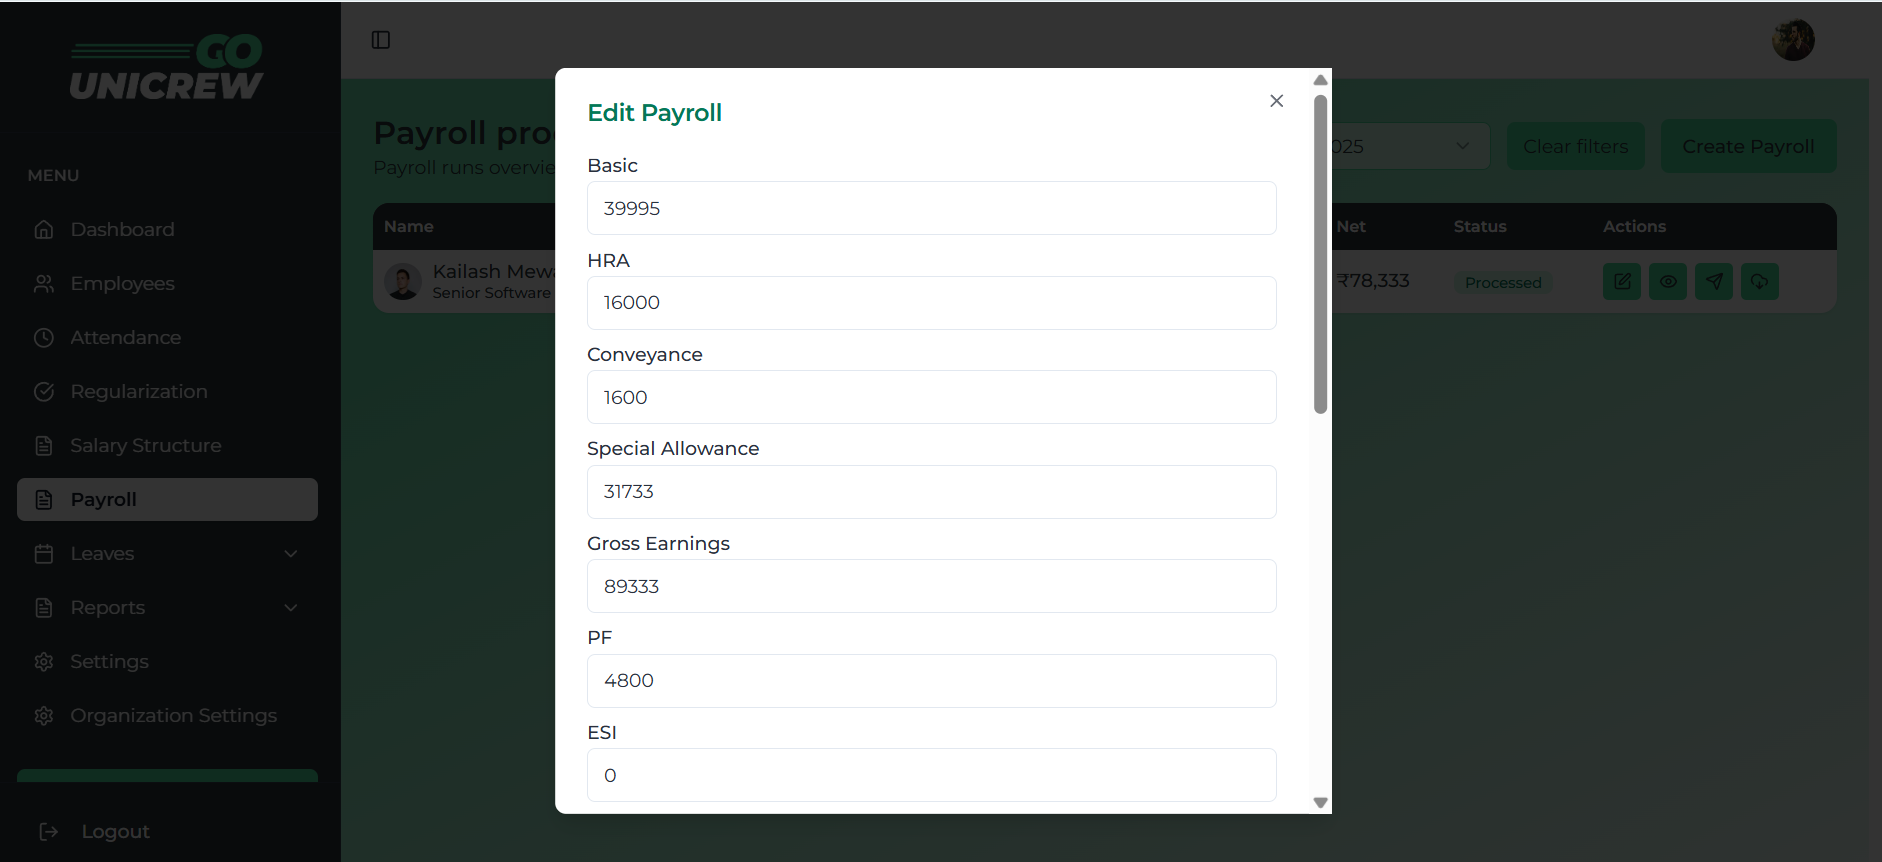 GO
UNICREW
MENU
Dashboard
Employees
Attendance
Regularization
Salary Structure
Payroll
Leaves
Reports
Settings
Organization Settings
Logout
Payroll pro
Payroll runs overvie
025
Clear filters
Create Payroll
Name
Net
Status
Actions
Kailash Mewa
Senior Software
₹78,333
Processed
Edit Payroll
Basic
39995
HRA
16000
Conveyance
1600
Special Allowance
31733
Gross Earnings
89333
PF
4800
ESI
0